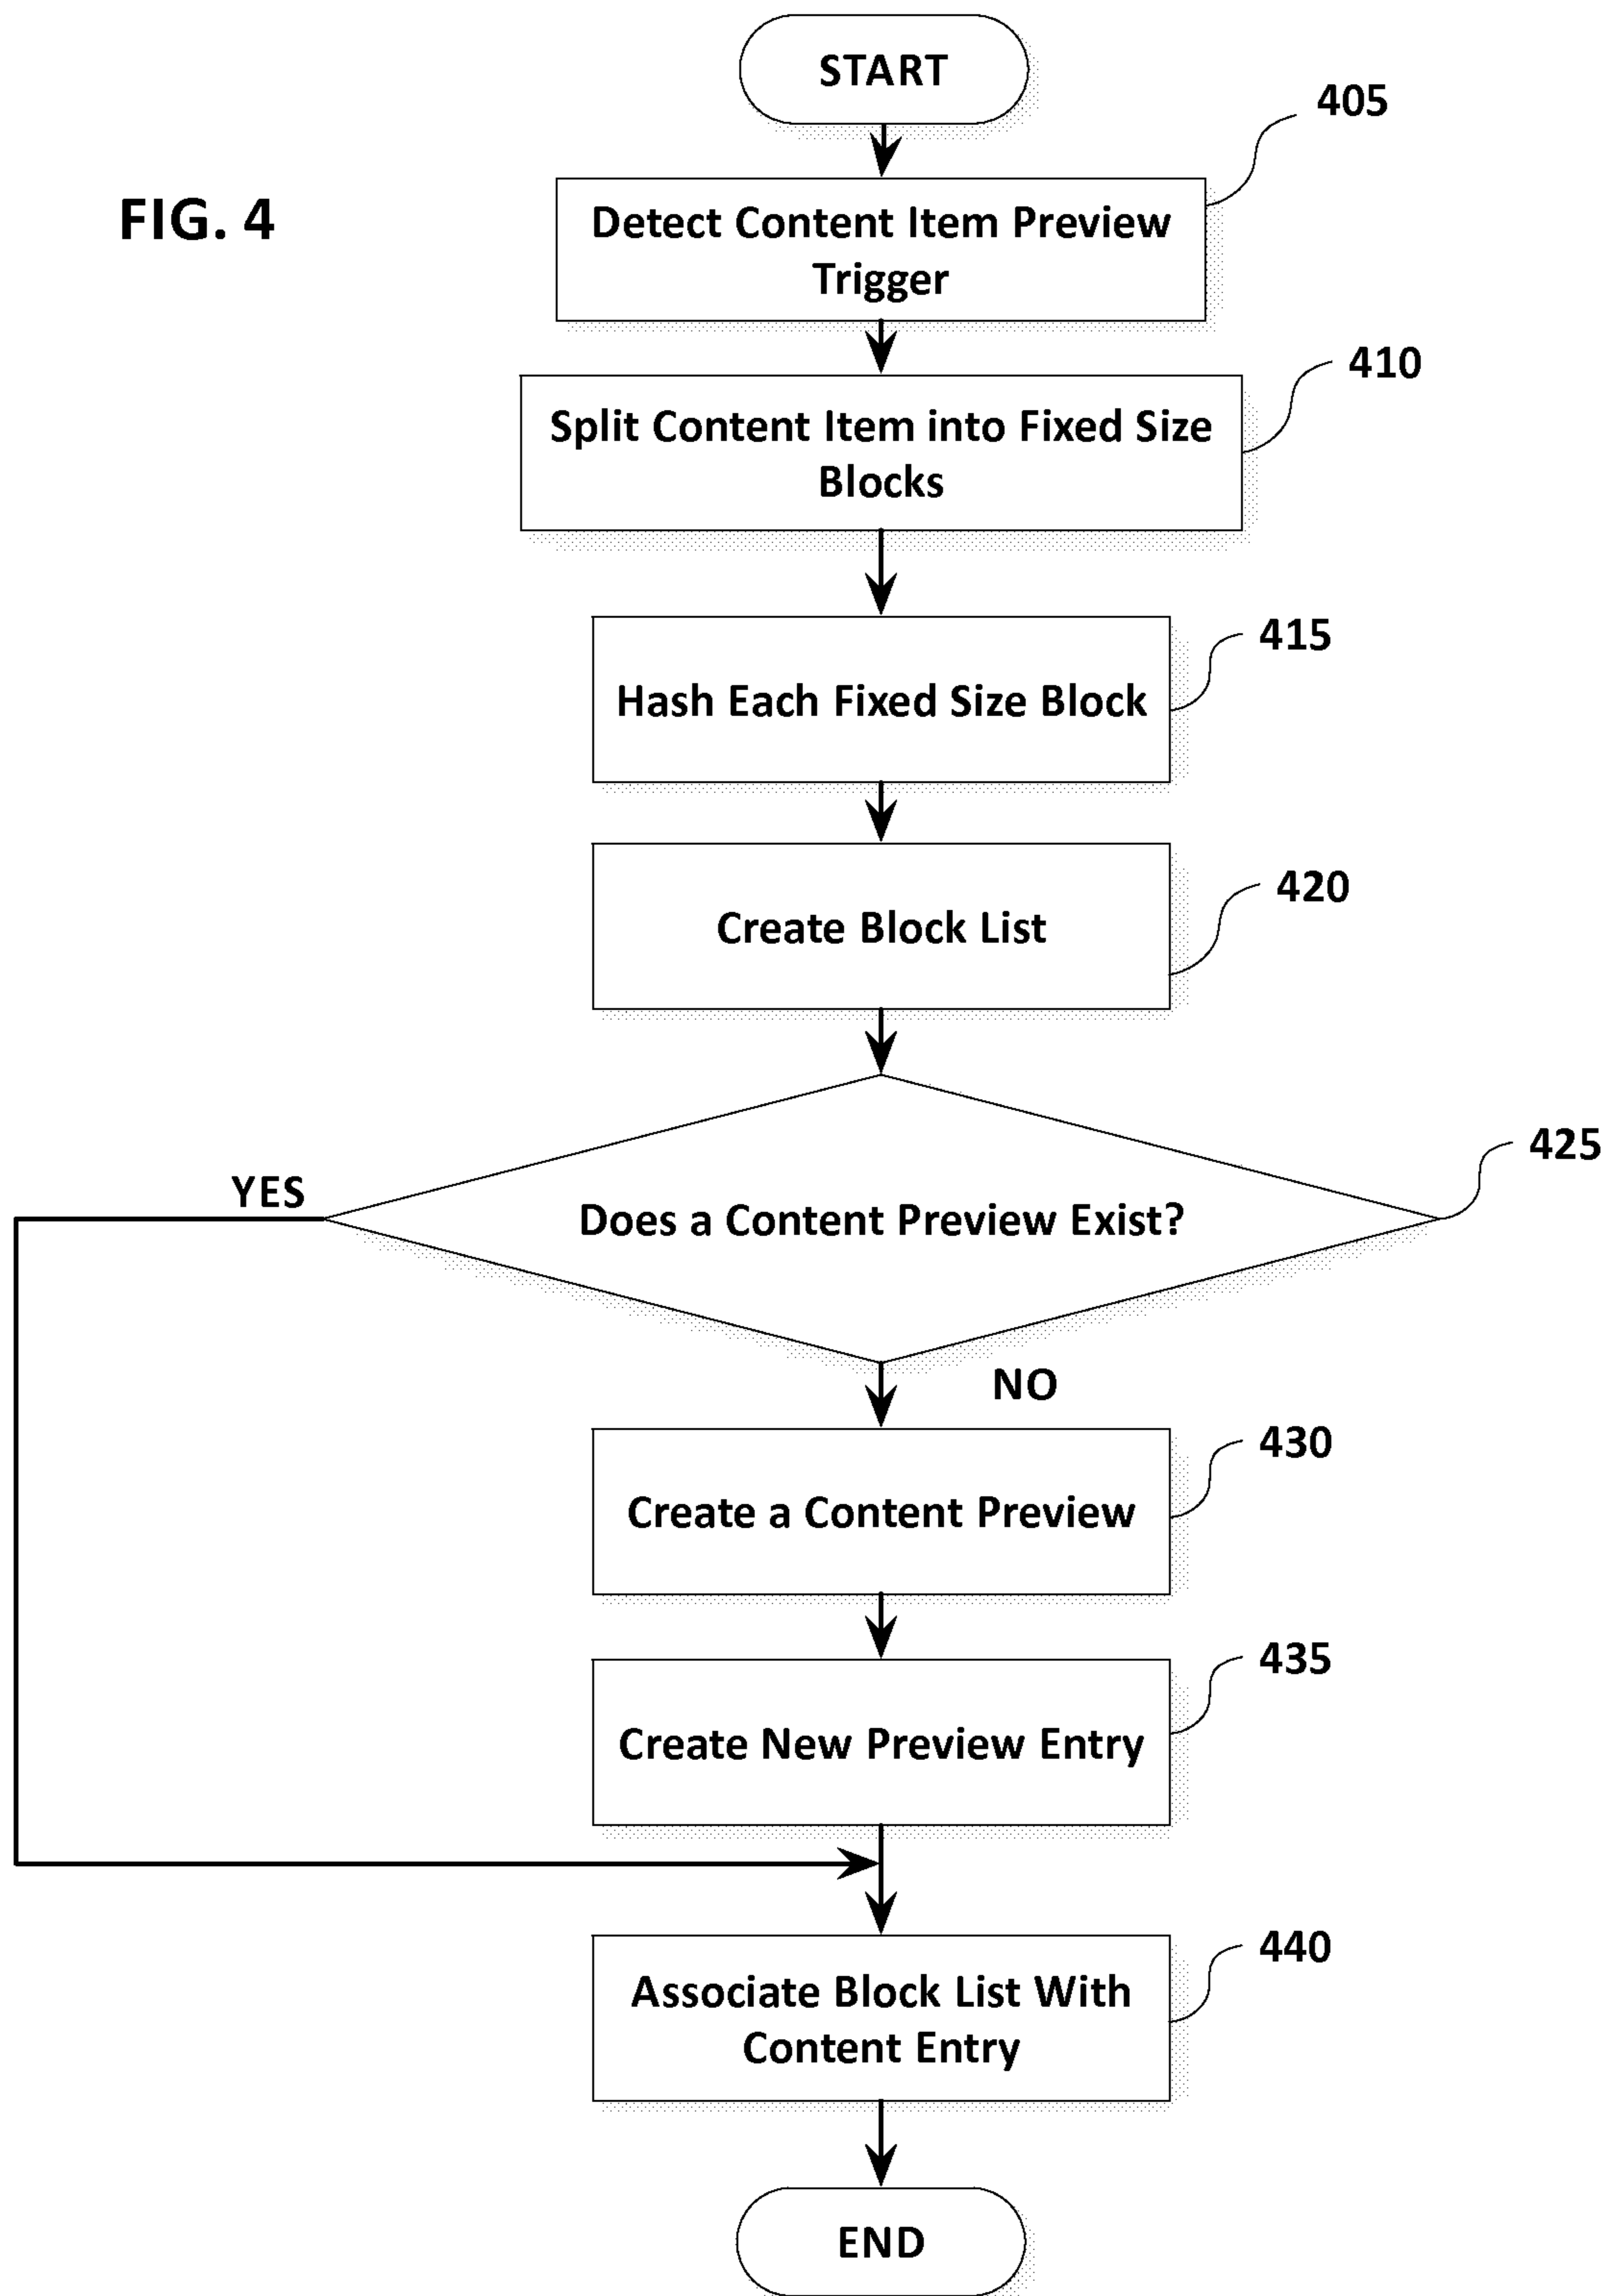 START
405
FIG. 4
Detect Content Item Preview
Trigger
410
Split Content Item into Fixed Size
Blocks
415
Hash Each Fixed Size Block
420
Create Block List
425
YES
Does a Content Preview Exist?
NO
430
Create a Content Preview
435
Create New Preview Entry
440
Associate Block List With
Content Entry
END